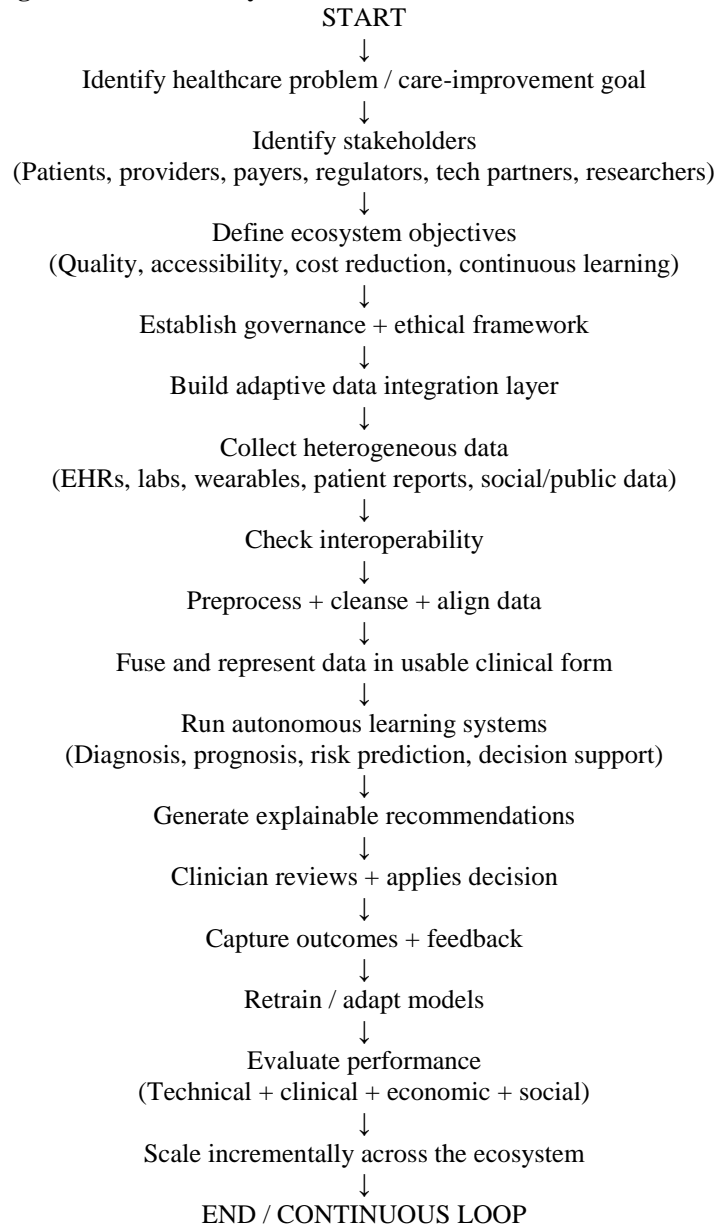 START
↓
Identify healthcare problem / care-improvement goal
↓
Identify stakeholders
(Patients, providers, payers, regulators, tech partners, researchers)
↓
Define ecosystem objectives
(Quality, accessibility, cost reduction, continuous learning)
↓
Establish governance + ethical framework
↓
Build adaptive data integration layer
↓
Collect heterogeneous data
(EHRs, labs, wearables, patient reports, social/public data)
↓
Check interoperability
↓
Preprocess + cleanse + align data
↓
Fuse and represent data in usable clinical form
↓
Run autonomous learning systems
(Diagnosis, prognosis, risk prediction, decision support)
↓
Generate explainable recommendations
↓
Clinician reviews + applies decision
↓
Capture outcomes + feedback
↓
Retrain / adapt models
↓
Evaluate performance
(Technical + clinical + economic + social)
↓
Scale incrementally across the ecosystem
↓
END / CONTINUOUS LOOP